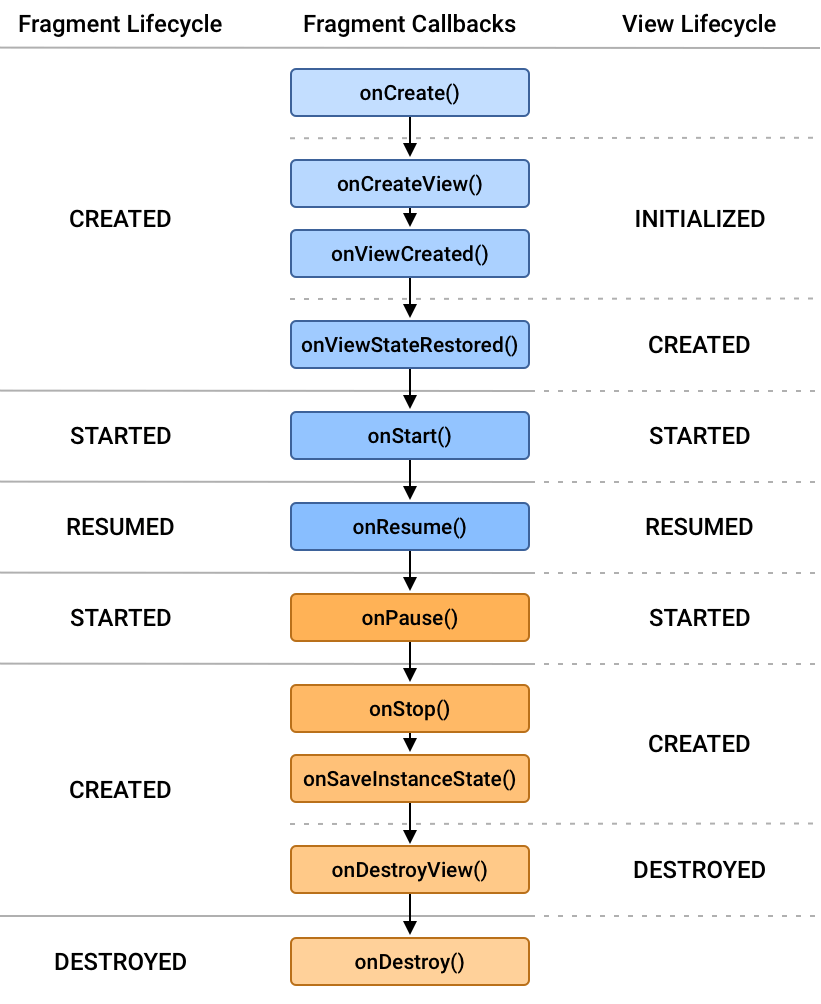 Fragment Lifecycle Fragment Callbacks View Lifecycle
onCreate()
onCreateView()
CREATED INITIALIZED
onViewCreated()
onViewStateRestored() CREATED
STARTED onStart() STARTED
RESUMED onResume() RESUMED
STARTED onPause() STARTED
onStop()
CREATED
onSaveInstanceState()
CREATED
onDestroyView() DESTROYED
DESTROYED onDestroy()